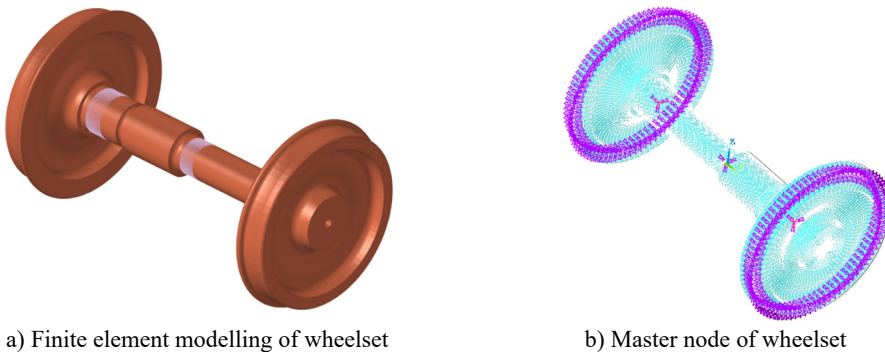 a) Finite element modelling of wheelset
b) Master node of wheelset